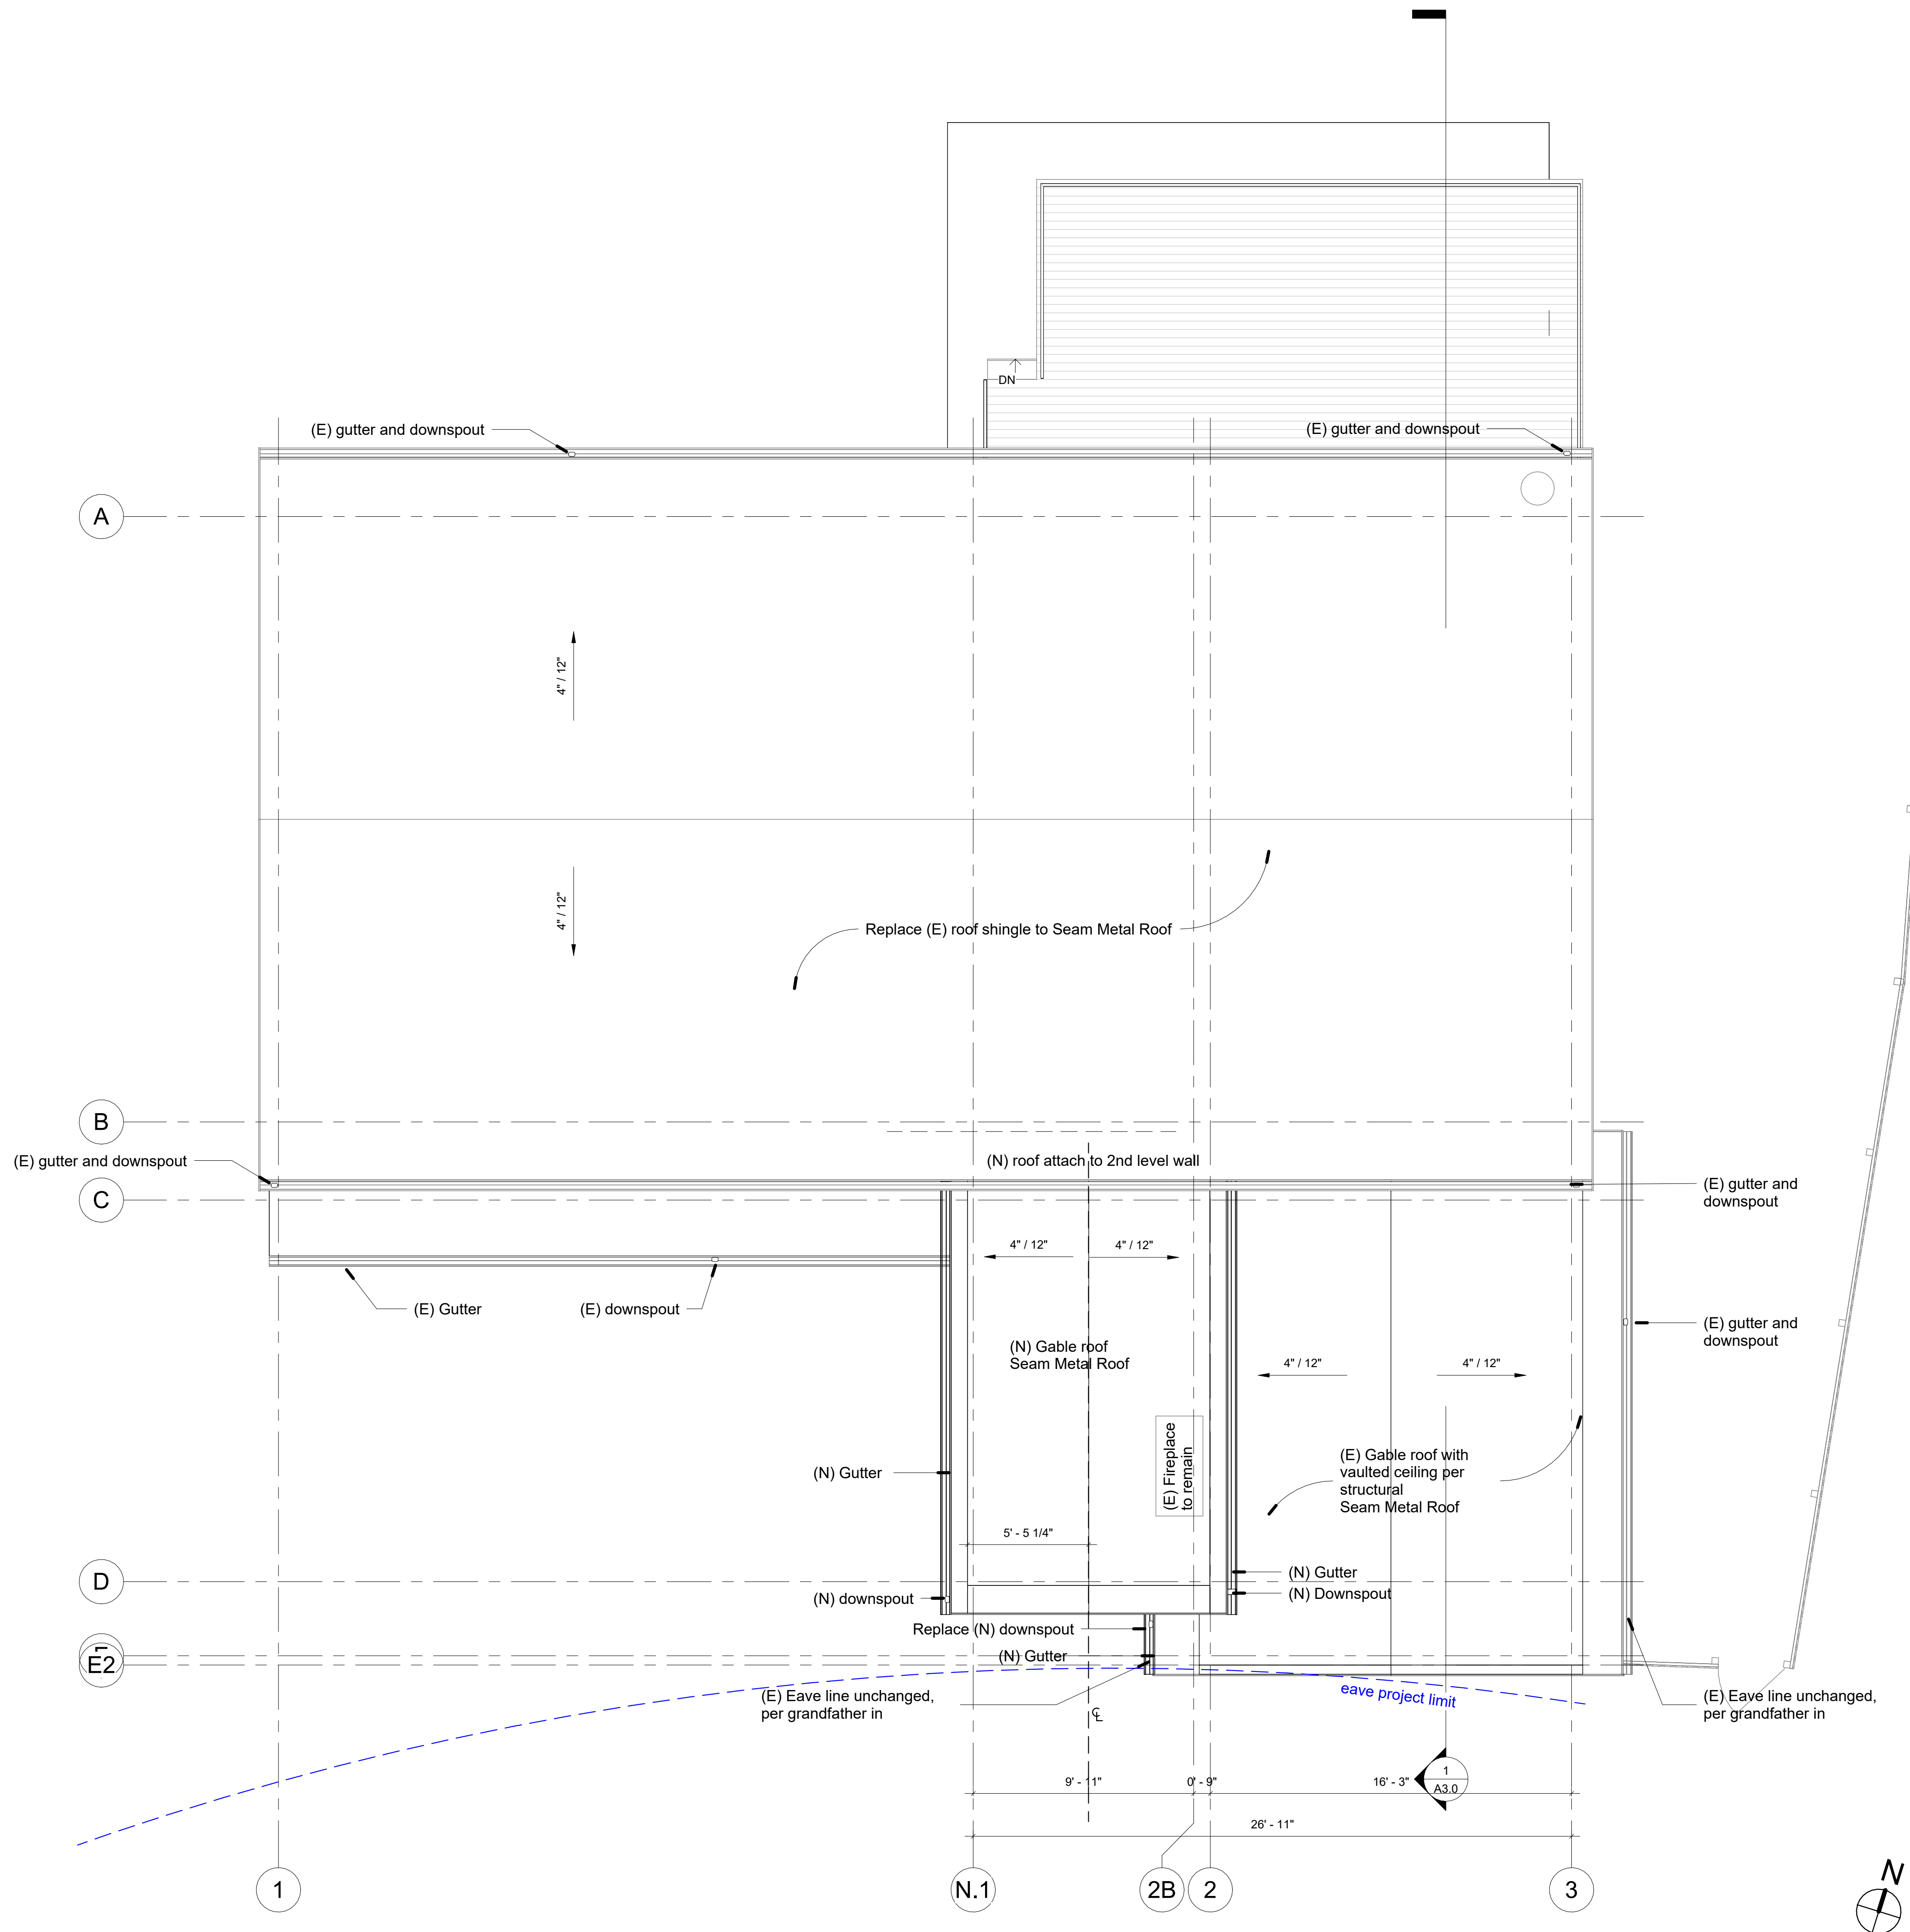 DN
(E) gutter and downspout
(E) gutter and downspout
A
4" / 12"
4" / 12"
Replace (E) roof shingle to Seam Metal Roof
B
(E) gutter and downspout
(N) roof attach to 2nd level wall
C
(E) gutter and
downspout
4" / 12"
4" / 12"
(E) Gutter
(E) downspout
(E) gutter and
downspout
(N) Gable roof
Seam Metal Roof
4" / 12"
4" / 12"
(E) Fireplace
to remain
(E) Gable roof with
vaulted ceiling per
structural
Seam Metal Roof
(N) Gutter
5' - 5 1/4"
D
(N) Gutter
(N) Downspout
(N) downspout
Replace (N) downspout
(N) Gutter
E2
(E) Eave line unchanged,
per grandfather in
eave project limit
(E) Eave line unchanged,
per grandfather in
1
A3.0
9' - 11"
0' - 9"
16' - 3"
26' - 11"
1
N.1
2B
2
3
N